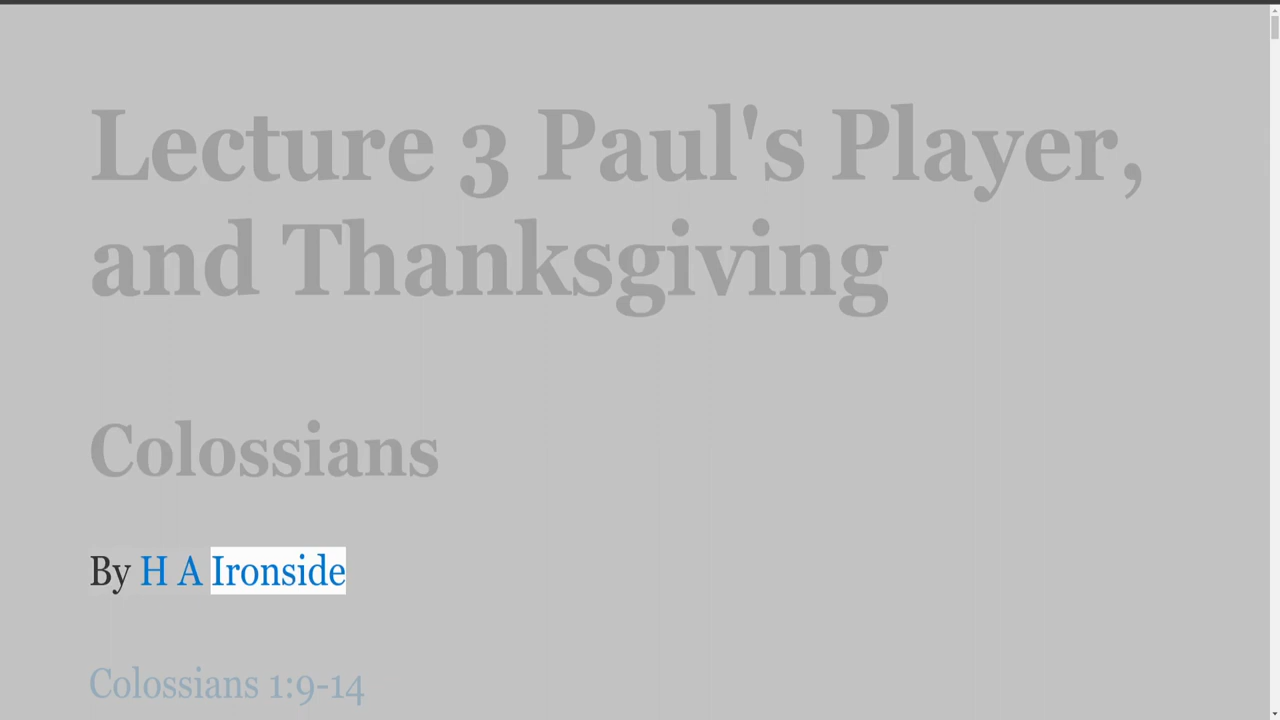 Lecture 3 Paul's Player,
and Thanksgiving
Colossians
By H A Ironside
Colossians 1:9-14